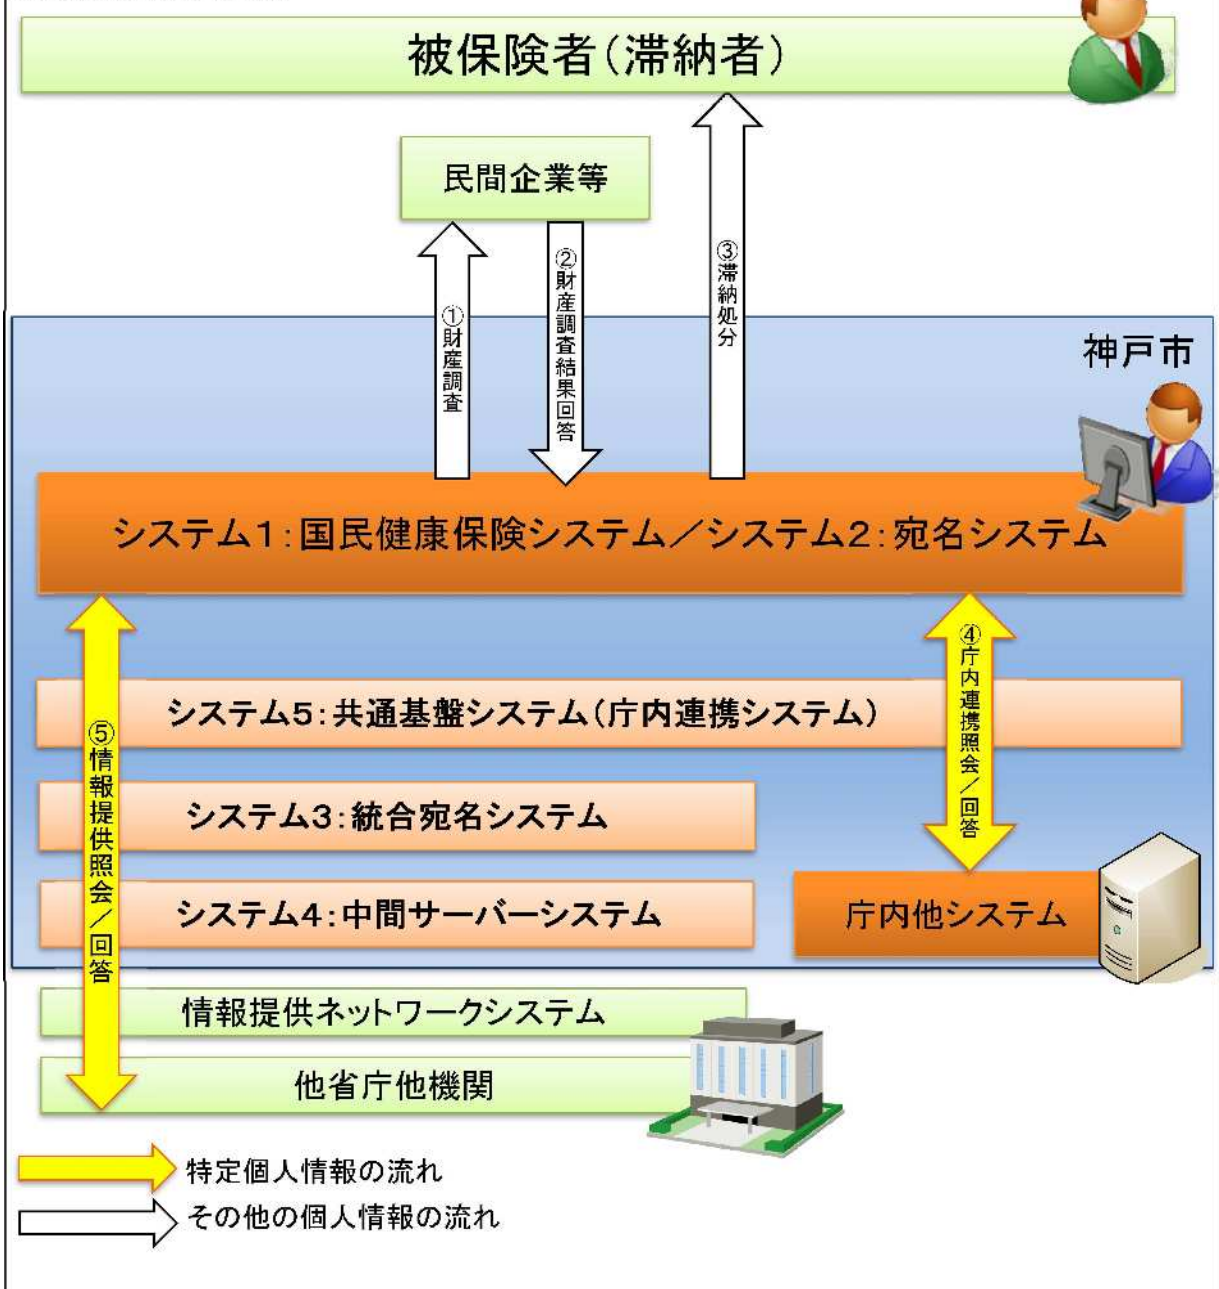 被保険者(滞納者)
民間企業等
①財産調査
②財産調査結果回答
③滞納処分
神戸市
システム1:国民健康保険システム/システム2:宛名システム
④庁内連携照会/回答
システム5:共通基盤システム(庁内連携システム)
⑤情報提供照会/回答
システム3:統合宛名システム
システム4:中間サーバーシステム
庁内他システム
情報提供ネットワークシステム
他省庁他機関
特定個人情報の流れ
その他の個人情報の流れ